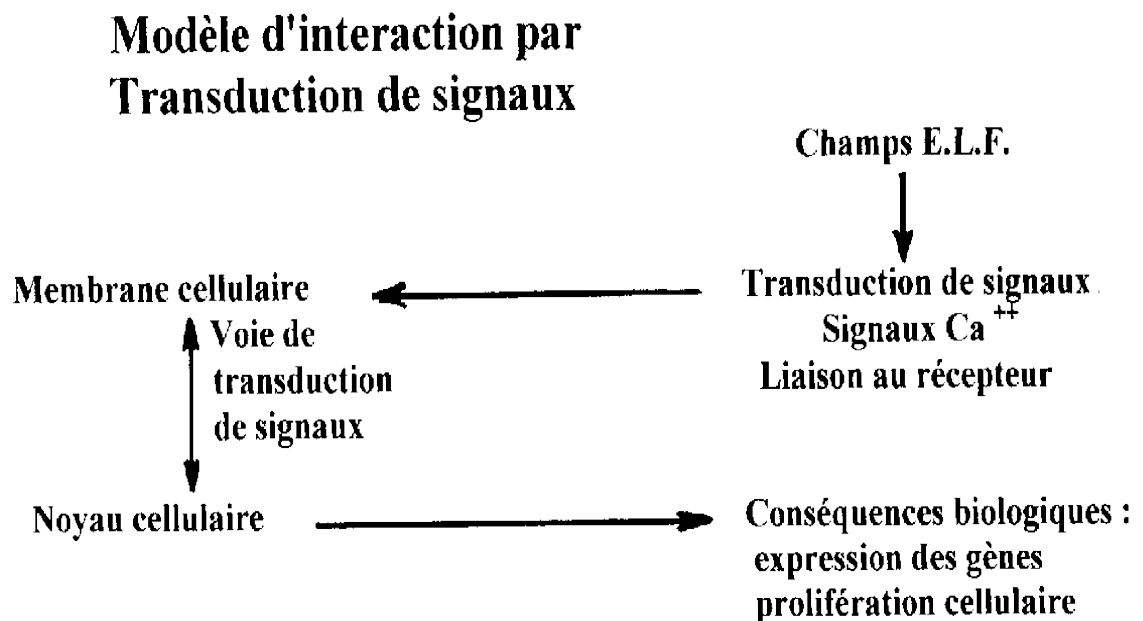 Modèle d'interaction par
Transduction de signaux
Champs E.L.F.
Membrane cellulaire
Transduction de signaux
Signaux Ca ++
Liaison au récepteur
Voie de
transduction
de signaux
Noyau cellulaire
Conséquences biologiques :
expression des gènes
prolifération cellulaire